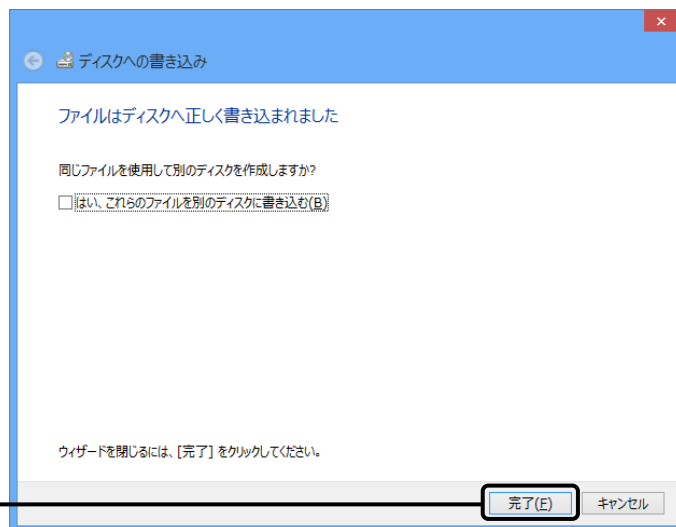 ディスクへの書き込み
ファイルはディスクへ正しく書き込まれました
同じファイルを使用して別のディスクを作成しますか?
はい、これらのファイルを別のディスクに書き込む(B)
ウィザードを閉じるには、[完了] をクリックしてください。
完了(F) キャンセル